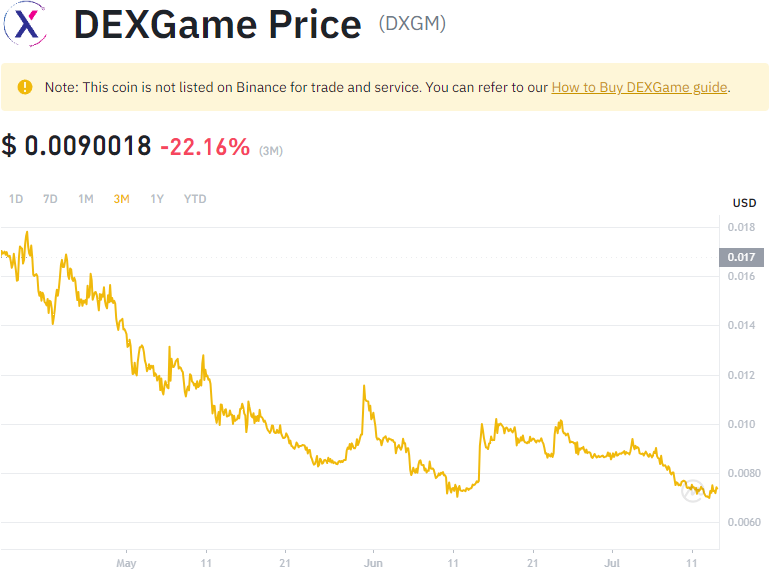 DEXGame Price (DXGM)
Note: This coin is not listed on Binance for trade and service. You can refer to our How to Buy DEXGame guide.
$ 0.0090018 -22.16% (3M)
1D 7D 1M 3M 1Y YTD
USD
0.018
0.017
0.016
0.014
0.012
0.010
0.0080
0.0060
May 11 21 Jun 11 21 Jul 11